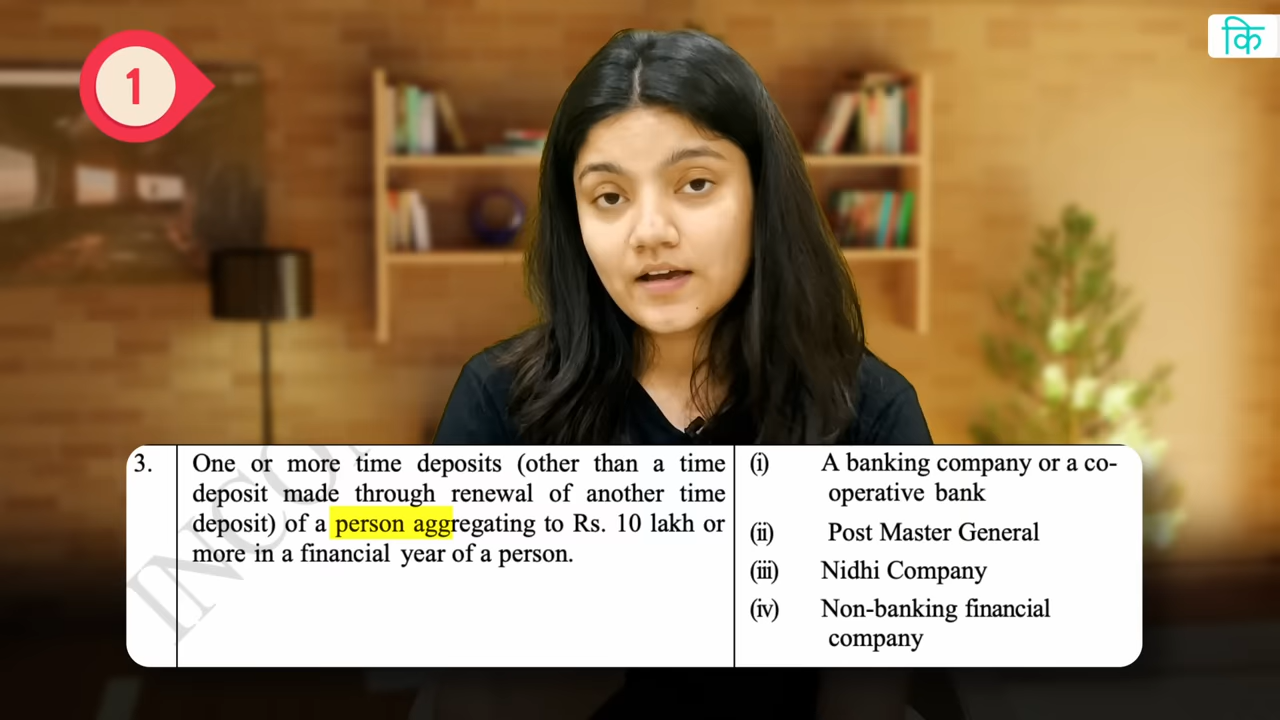 1
कि
3.
One or more time deposits (other than a time
deposit made through renewal of another time
deposit) of a person aggregating to Rs. 10 lakh or
more in a financial year of a person.
(i) A banking company or a co-
operative bank
(ii) Post Master General
(iii) Nidhi Company
(iv) Non-banking financial
company
INCO